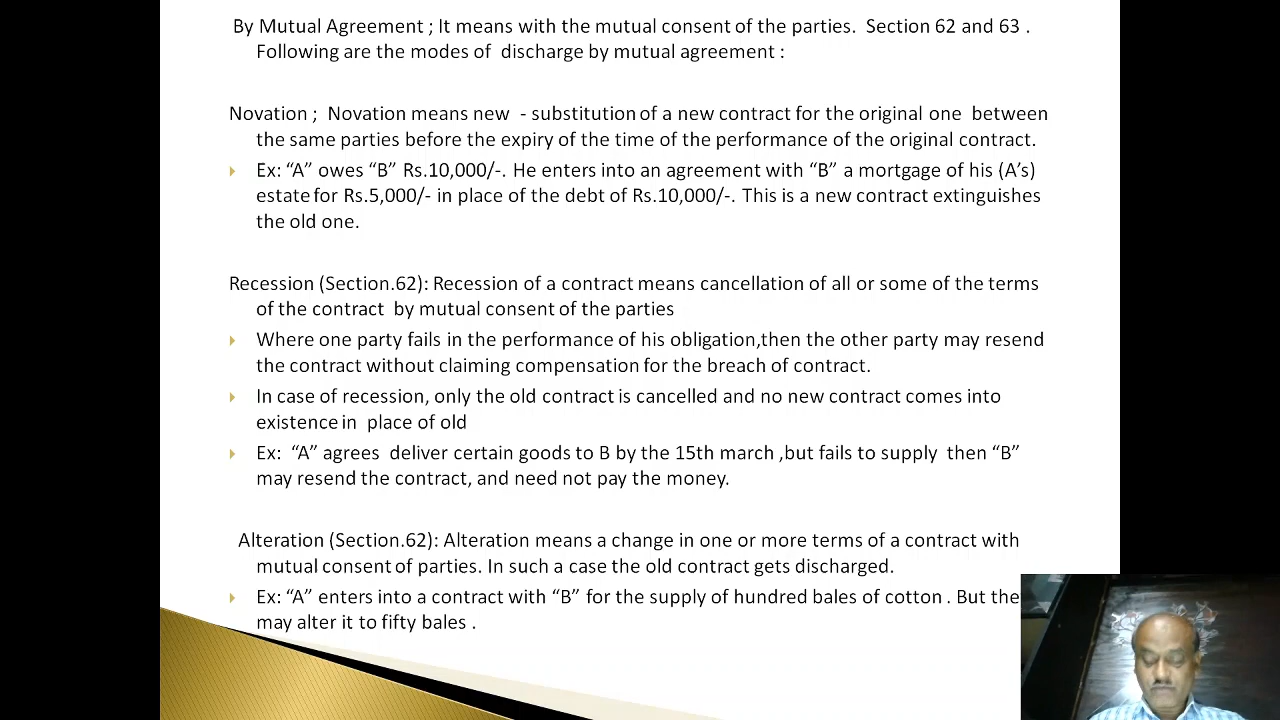 By Mutual Agreement ; It means with the mutual consent of the parties. Section 62 and 63 .
Following are the modes of discharge by mutual agreement :
Novation ; Novation means new - substitution of a new contract for the original one between
the same parties before the expiry of the time of the performance of the original contract.
Ex: “A” owes “B” Rs.10,000/-. He enters into an agreement with “B” a mortgage of his (A’s)
estate for Rs.5,000/- in place of the debt of Rs.10,000/-. This is a new contract extinguishes
the old one.
Recession (Section.62): Recession of a contract means cancellation of all or some of the terms
of the contract by mutual consent of the parties
Where one party fails in the performance of his obligation,then the other party may resend
the contract without claiming compensation for the breach of contract.
In case of recession, only the old contract is cancelled and no new contract comes into
existence in place of old
Ex: “A” agrees deliver certain goods to B by the 15th march ,but fails to supply then “B”
may resend the contract, and need not pay the money.
Alteration (Section.62): Alteration means a change in one or more terms of a contract with
mutual consent of parties. In such a case the old contract gets discharged.
Ex: “A” enters into a contract with “B” for the supply of hundred bales of cotton . But the
may alter it to fifty bales .